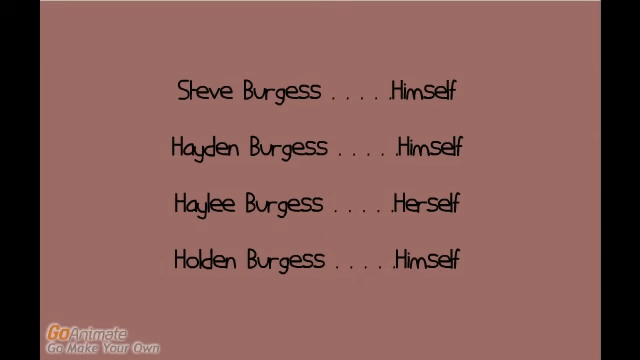 Steve Burgess . . . . .Himself
Hayden Burgess . . . . .Himself
Haylee Burgess . . . . .Herself
Holden Burgess . . . . .Himself
GoAnimate
Go Make Your Own